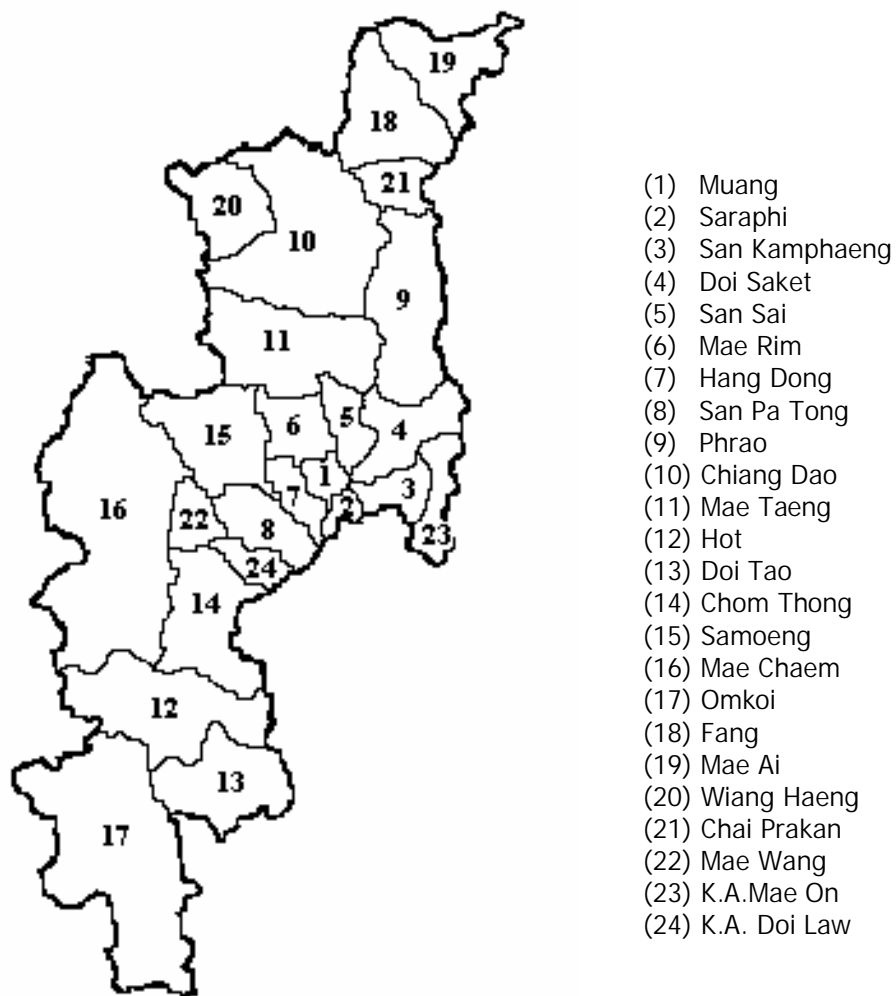 19
18
21
20
10
9
11
15
6
5
4
1
3
7
2
16
22
8
23
24
14
12
13
17
(1) Muang
(2) Saraphi
(3) San Kamphaeng
(4) Doi Saket
(5) San Sai
(6) Mae Rim
(7) Hang Dong
(8) San Pa Tong
(9) Phrao
(10) Chiang Dao
(11) Mae Taeng
(12) Hot
(13) Doi Tao
(14) Chom Thong
(15) Samoeng
(16) Mae Chaem
(17) Omkoi
(18) Fang
(19) Mae Ai
(20) Wiang Haeng
(21) Chai Prakan
(22) Mae Wang
(23) K.A.Mae On
(24) K.A. Doi Law